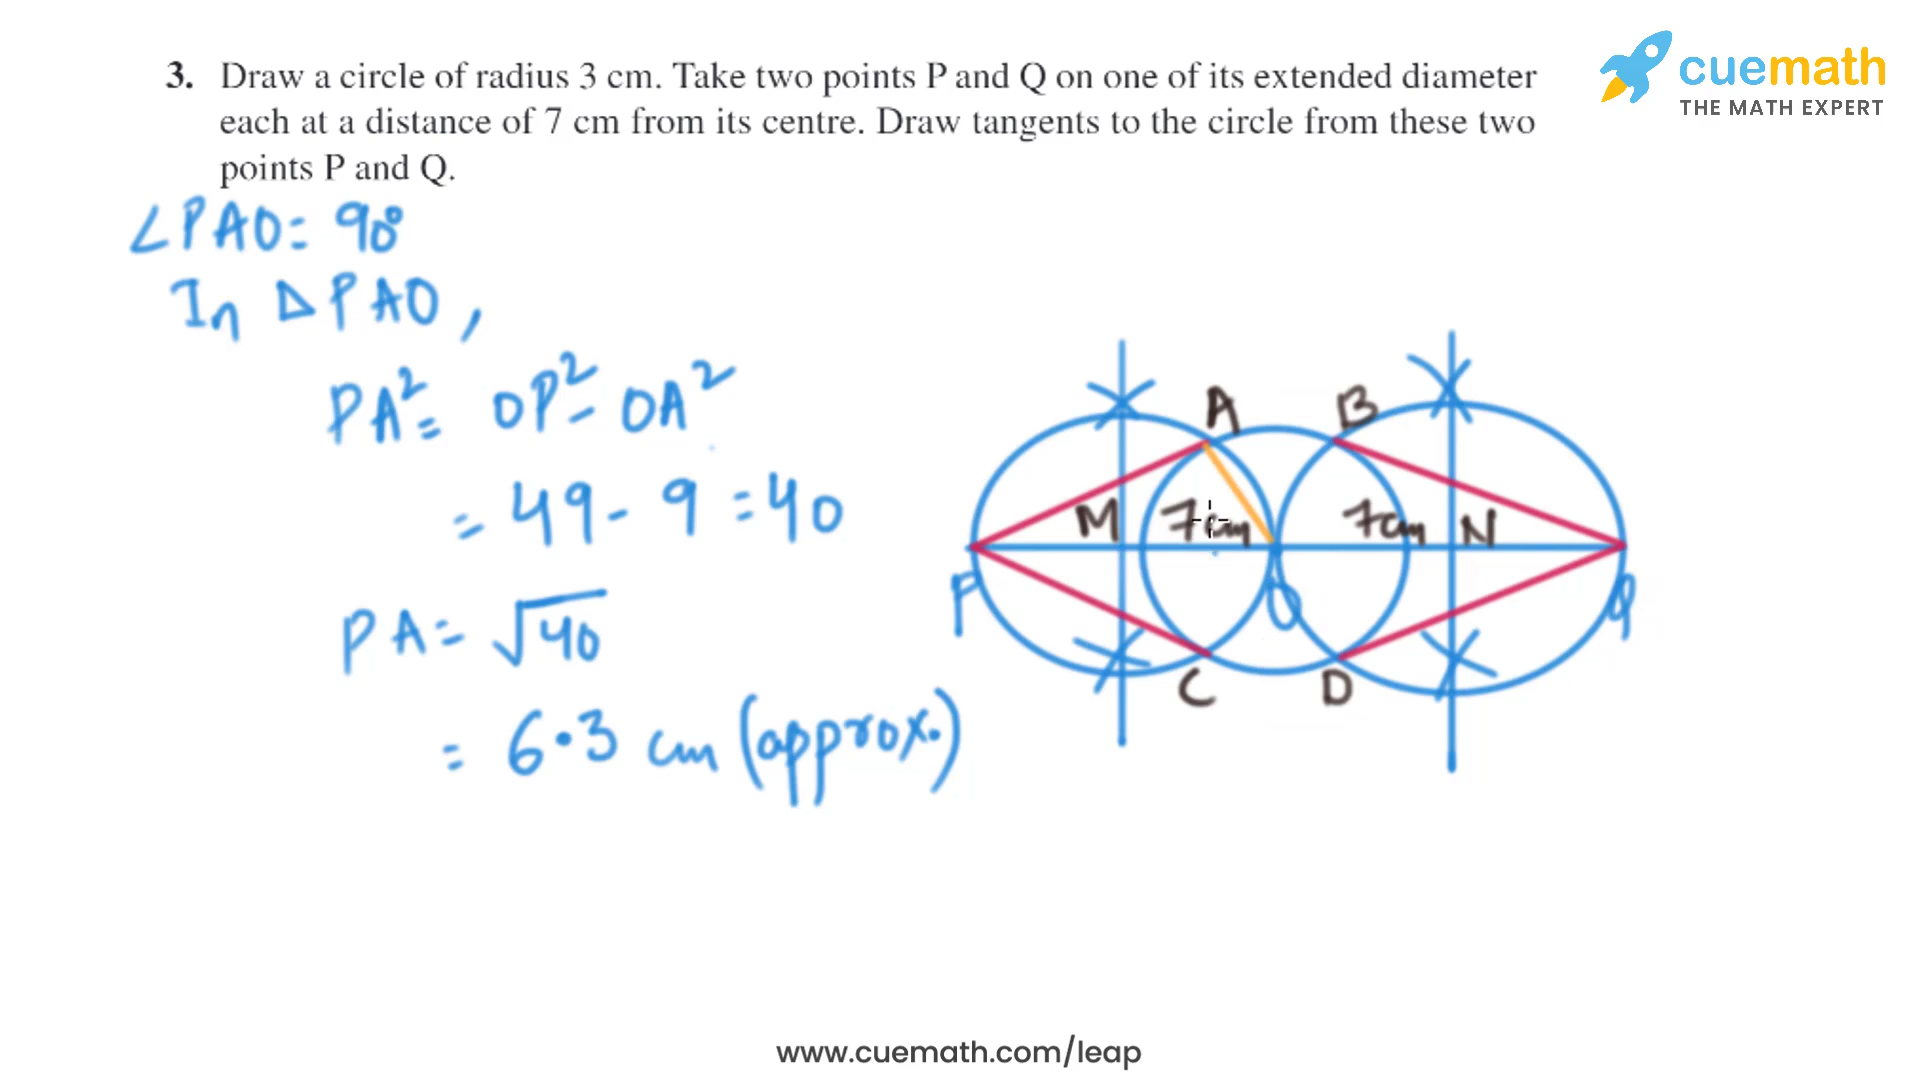 3. Draw a circle of radius 3 cm. Take two points P and Q on one of its extended diameter
each at a distance of 7 cm from its centre. Draw tangents to the circle from these two
points P and Q.
cuemath
THE MATH EXPERT
∠PAO = 90°
In △PAO,
PA² = OP² - OA²
= 49 - 9 = 40
PA = √40
= 6.3 cm (approx.)
A B
M 7cm 7cm N
P O Q
C D
www.cuemath.com/leap